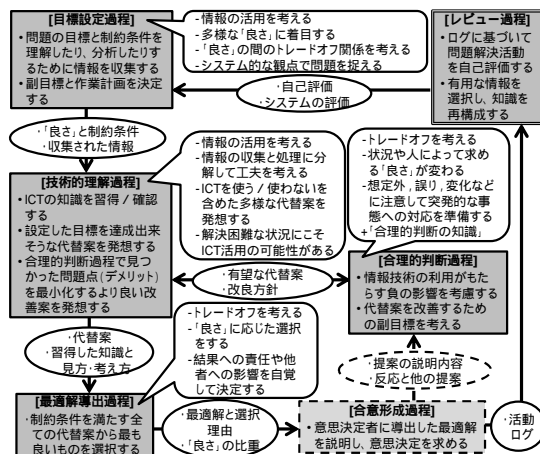 [目標設定過程]
・問題の目標と制約条件を
理解したり、分析したりす
るために情報を収集する
・副目標と作業計画を決定
する
-情報の活用を考える
-多様な「良さ」に着目する
-「良さ」の間のトレードオフ関係を考える
-システム的な観点で問題を捉える
[レビュー過程]
・ログに基づいて
問題解決活動
を自己評価する
・有用な情報を
選択し、知識を
再構成する
・自己評価
・システムの評価
・「良さ」と制約条件
・収集された情報
-情報の活用を考える
-情報の収集と処理に分
解して工夫を考える
-ICTを使う/使わないを
含めた多様な代替案を
発想する
-解決困難な状況にこそ
ICT活用の可能性がある
-トレードオフを考える
-状況や人によって求め
る「良さ」が変わる
-想定外,誤り,変化など
に注意して突発的な事
態への対応を準備する
+「合理的判断の知識」
[技術的理解過程]
・ICTの知識を習得/確認
する
・設定した目標を達成出来
そうな代替案を発想する
・合理的判断過程で見つ
かった問題点(デメリット)
を最小化するより良い改
善案を発想する
・有望な代替案
・改良方針
[合理的判断過程]
・情報技術の利用がもた
らす負の影響を考慮する
・代替案を改善するため
の副目標を考える
・代替案
・習得した知識と
見方・考え方
-トレードオフを考える
-「良さ」に応じた選択
をする
-結果への責任や他
者への影響を自覚
して決定する
・提案の説明内容
・反応と他の提案
[最適解導出過程]
・制約条件を満たす全
ての代替案から最も
良いものを選択する
・最適解と選択
理由
・「良さ」の比重
[合意形成過程]
・意思決定者に導出した最適解
を説明し、意思決定を求める
・活動
ログ